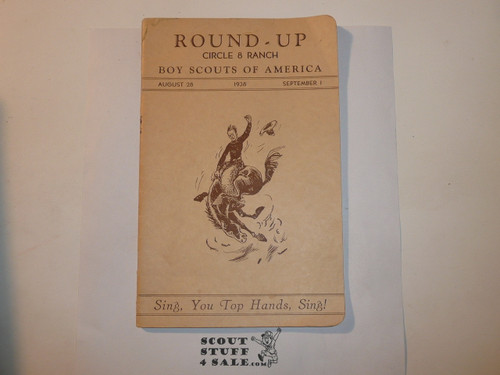 ROUND-UP
CIRCLE 8 RANCH
BOY SCOUTS OF AMERICA
AUGUST 28 1938 SEPTEMBER 1
Sing, You Top Hands, Sing!
SCOUT
STUFF
4 SALE.com